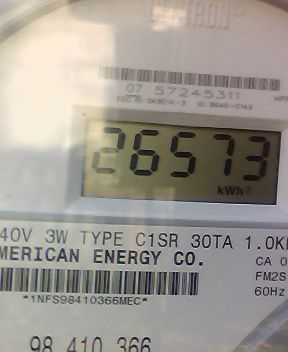 CENTRON®
07 57245311
26573
kWh
40V 3W TYPE C1SR 30TA 1.0K
MERICAN ENERGY CO.
CA 0
FM2S
60Hz
*1NFS98410366MEC*
98 410 366